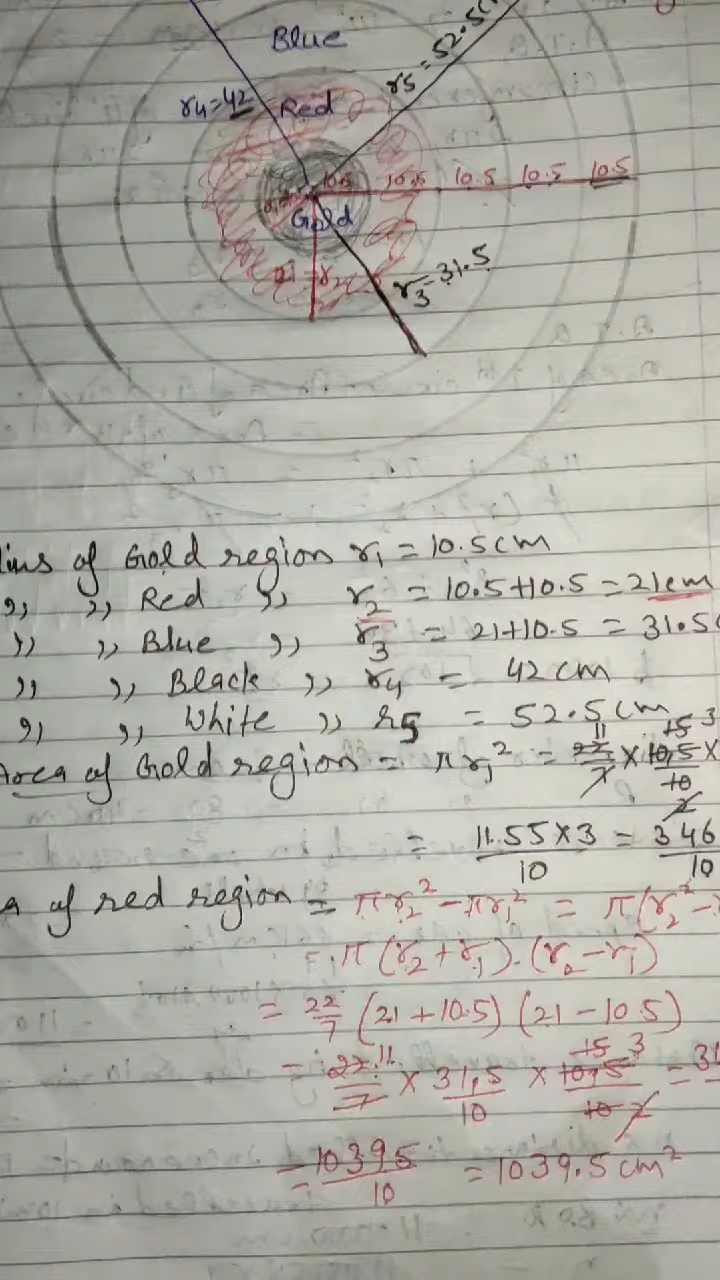 Blue
r5 = 52.5
r4=42
Red
10.5 10.5 10.5 10.5 10.5
Gold
21 = r2
r3=31.5
ius of Gold region r1 = 10.5cm
,, ,, Red ,, r2 = 10.5+10.5 = 21cm
,, ,, Blue ,, r3 = 21+10.5 = 31.5
,, ,, Black ,, r4 = 42 cm
,, ,, White ,, r5 = 52.5 cm
Area of Gold region = πr1² = 22/7 × 10.5/10 ×
= 11.55×3/10 = 346/10
a of red region = πr2² - πr1² = π(r2² -
= π(r2+r1).(r2-r1)
= 22/7 (21+10.5) (21-10.5)
= 22/7 × 31.5/10 × 10.5/10 = 31
= 10395/10 = 1039.5 cm²